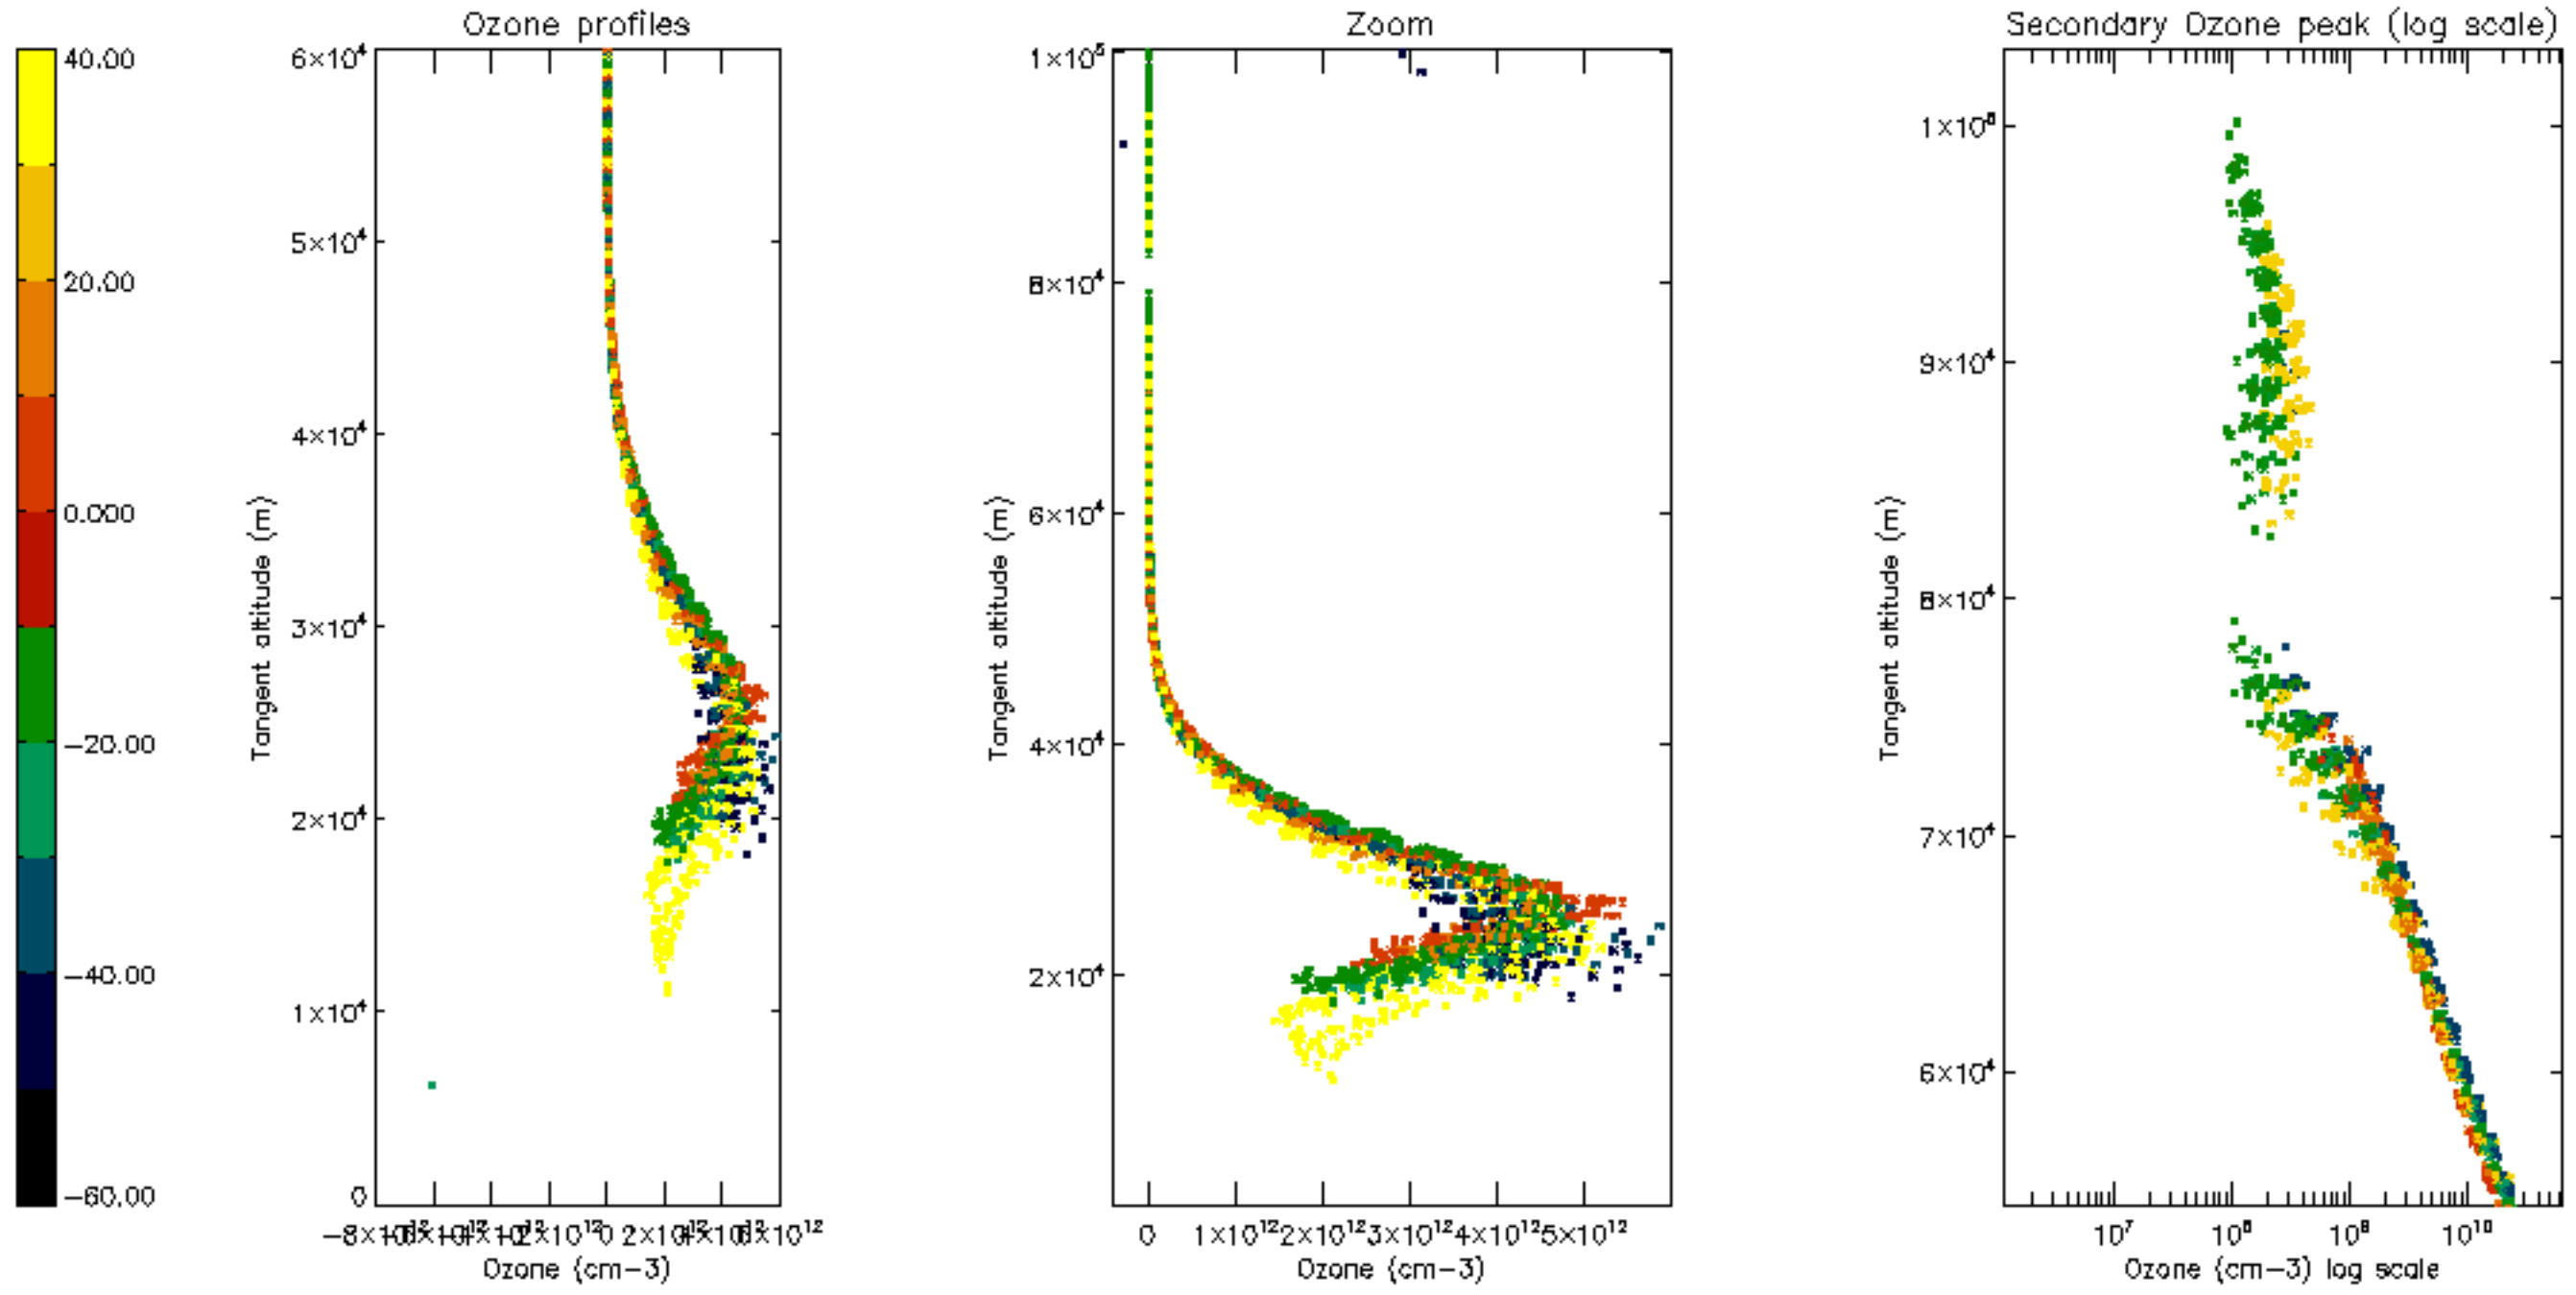 Ozone profiles
Zoom
Secondary Ozone peak (log scale)
40.00
20.00
0.000
−20.00
−40.00
−60.00
Tangent altitude (m)
6×10⁴
5×10⁴
4×10⁴
3×10⁴
2×10⁴
1×10⁴
0
0
6×10¹²
Ozone (cm−3)
Tangent altitude (m)
1×10⁵
8×10⁴
6×10⁴
4×10⁴
2×10⁴
0 1×10¹² 2×10¹² 3×10¹² 4×10¹² 5×10¹²
Ozone (cm−3)
Tangent altitude (m)
1×10⁵
9×10⁴
8×10⁴
7×10⁴
6×10⁴
10⁷ 10⁸ 10⁹ 10¹⁰
Ozone (cm−3) log scale